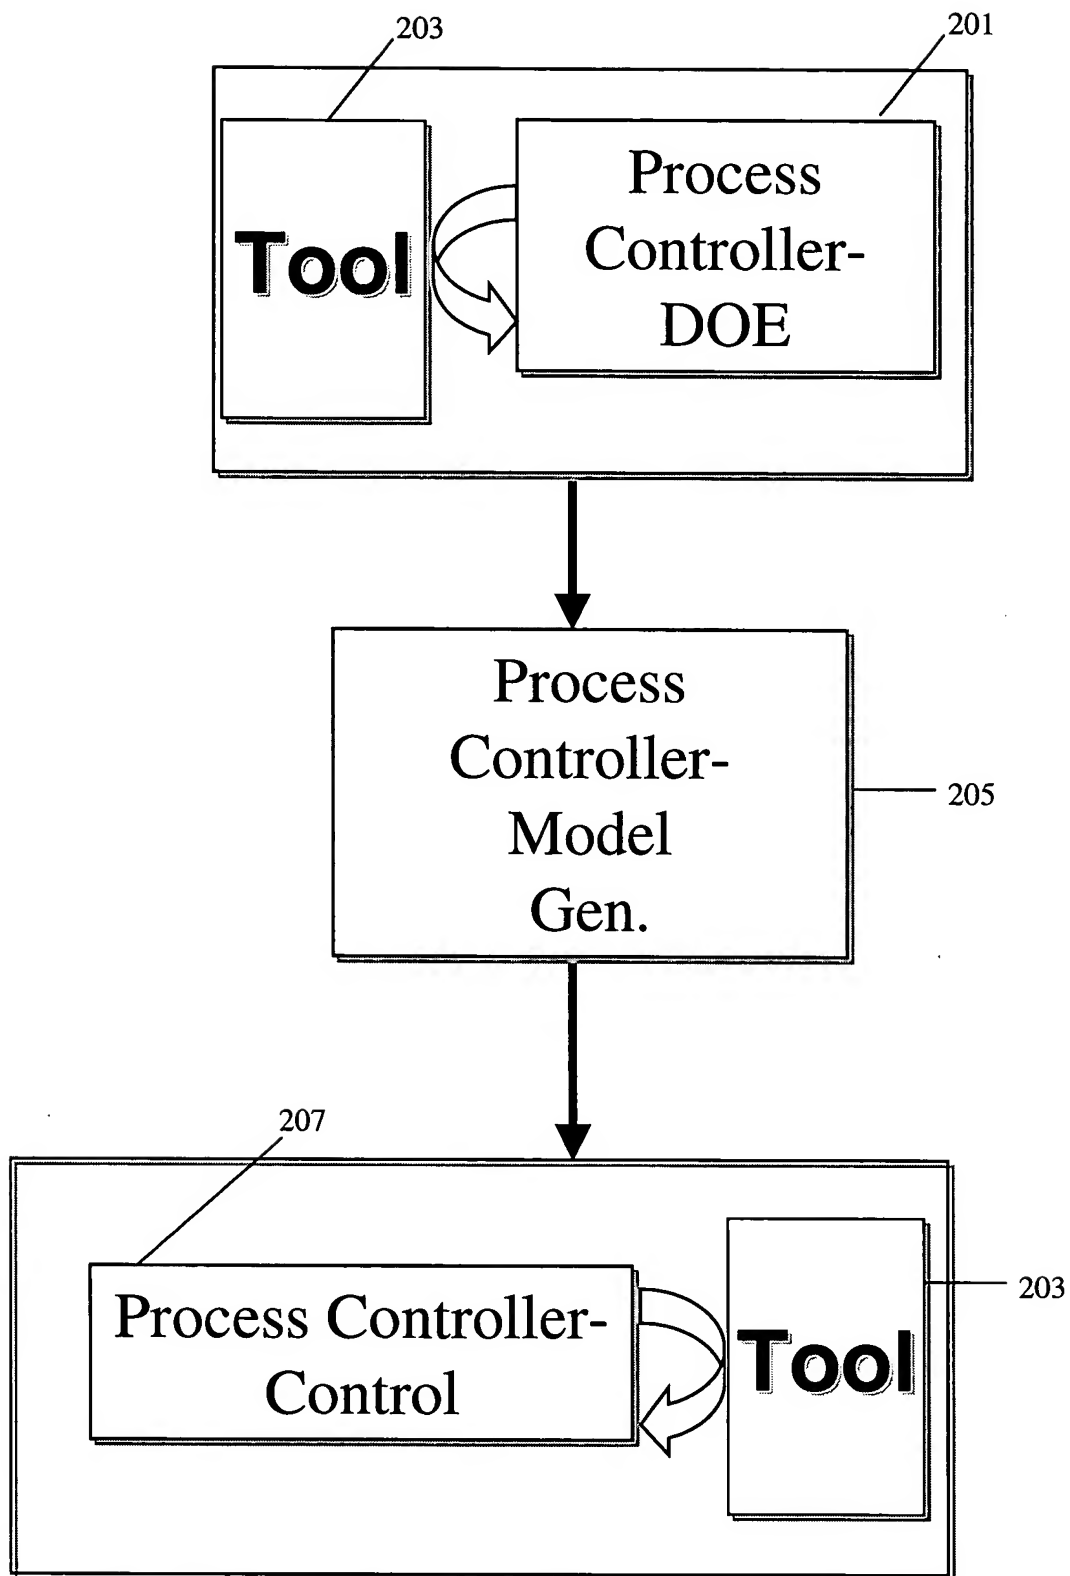 203
201
Tool
Process
Controller-
DOE
Process
Controller-
Model
Gen.
205
207
Process Controller-
Control
Tool
203